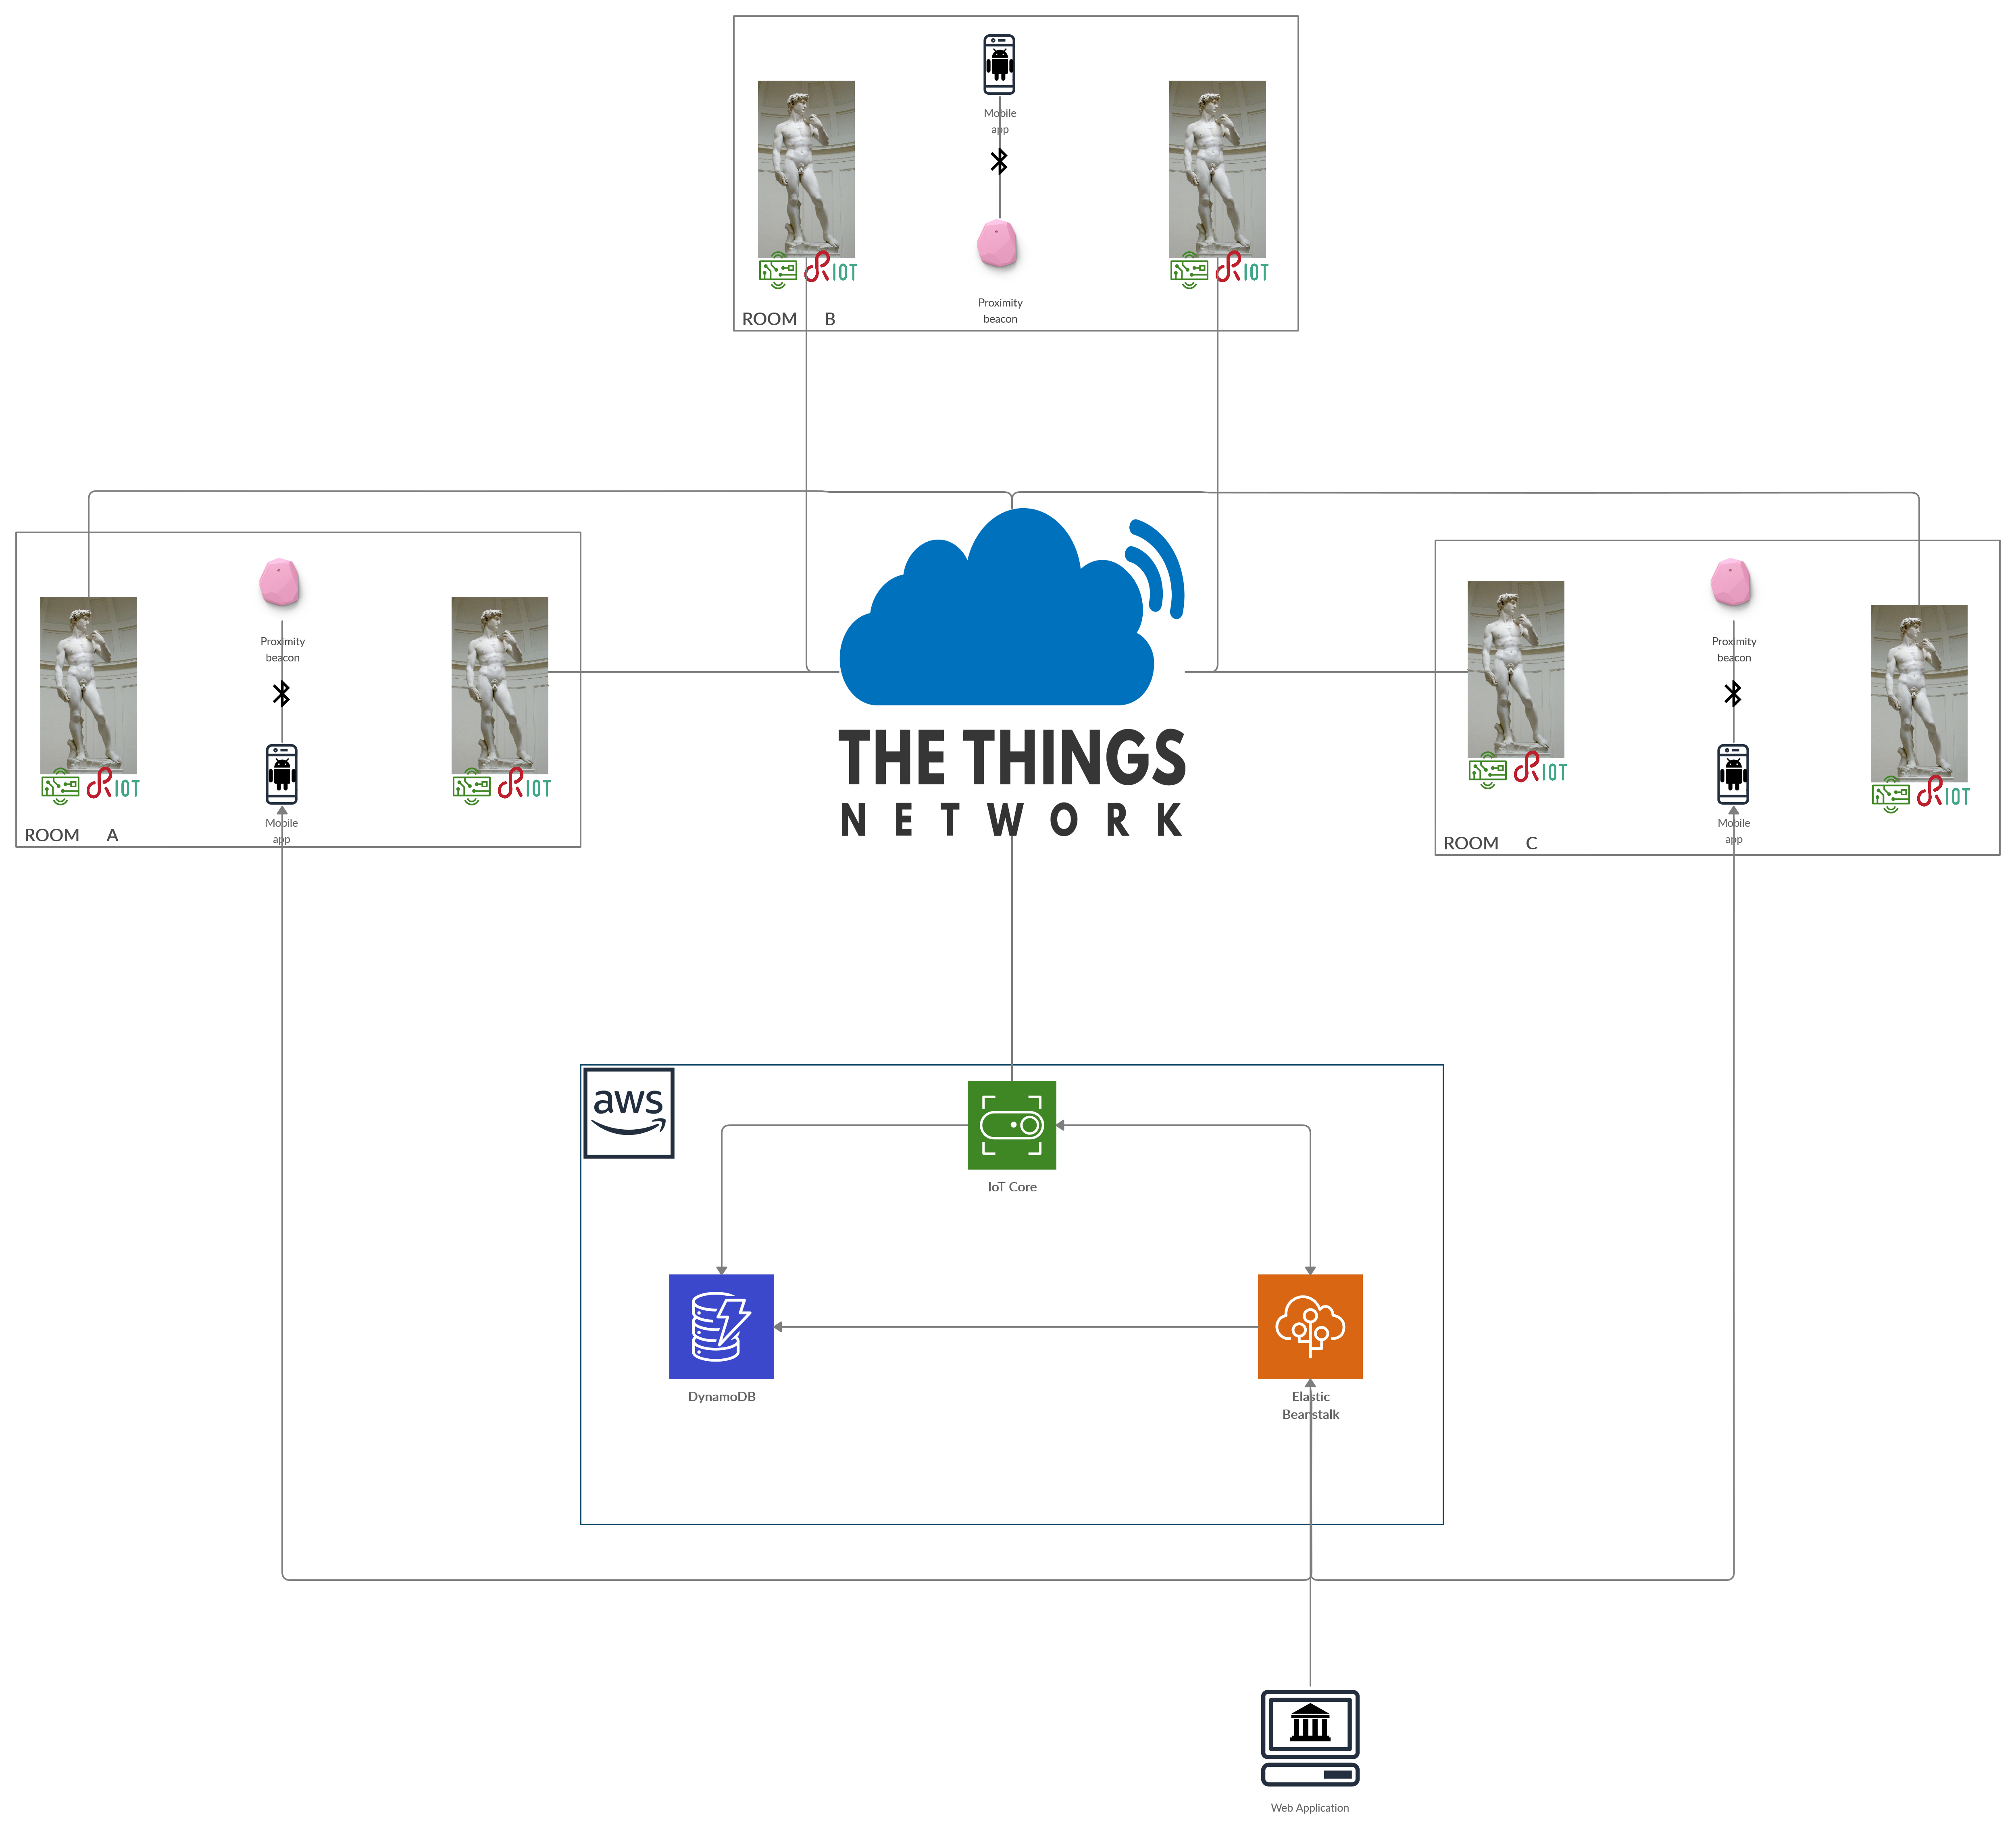 Mobile
app
RIOT
RIOT
Proximity
beacon
ROOM B
Proximity
beacon
Proximity
beacon
THE THINGS
NETWORK
RIOT
RIOT
RIOT
RIOT
Mobile
app
ROOM A
Mobile
app
ROOM C
aws
IoT Core
DynamoDB
Elastic
Beanstalk
Web Application